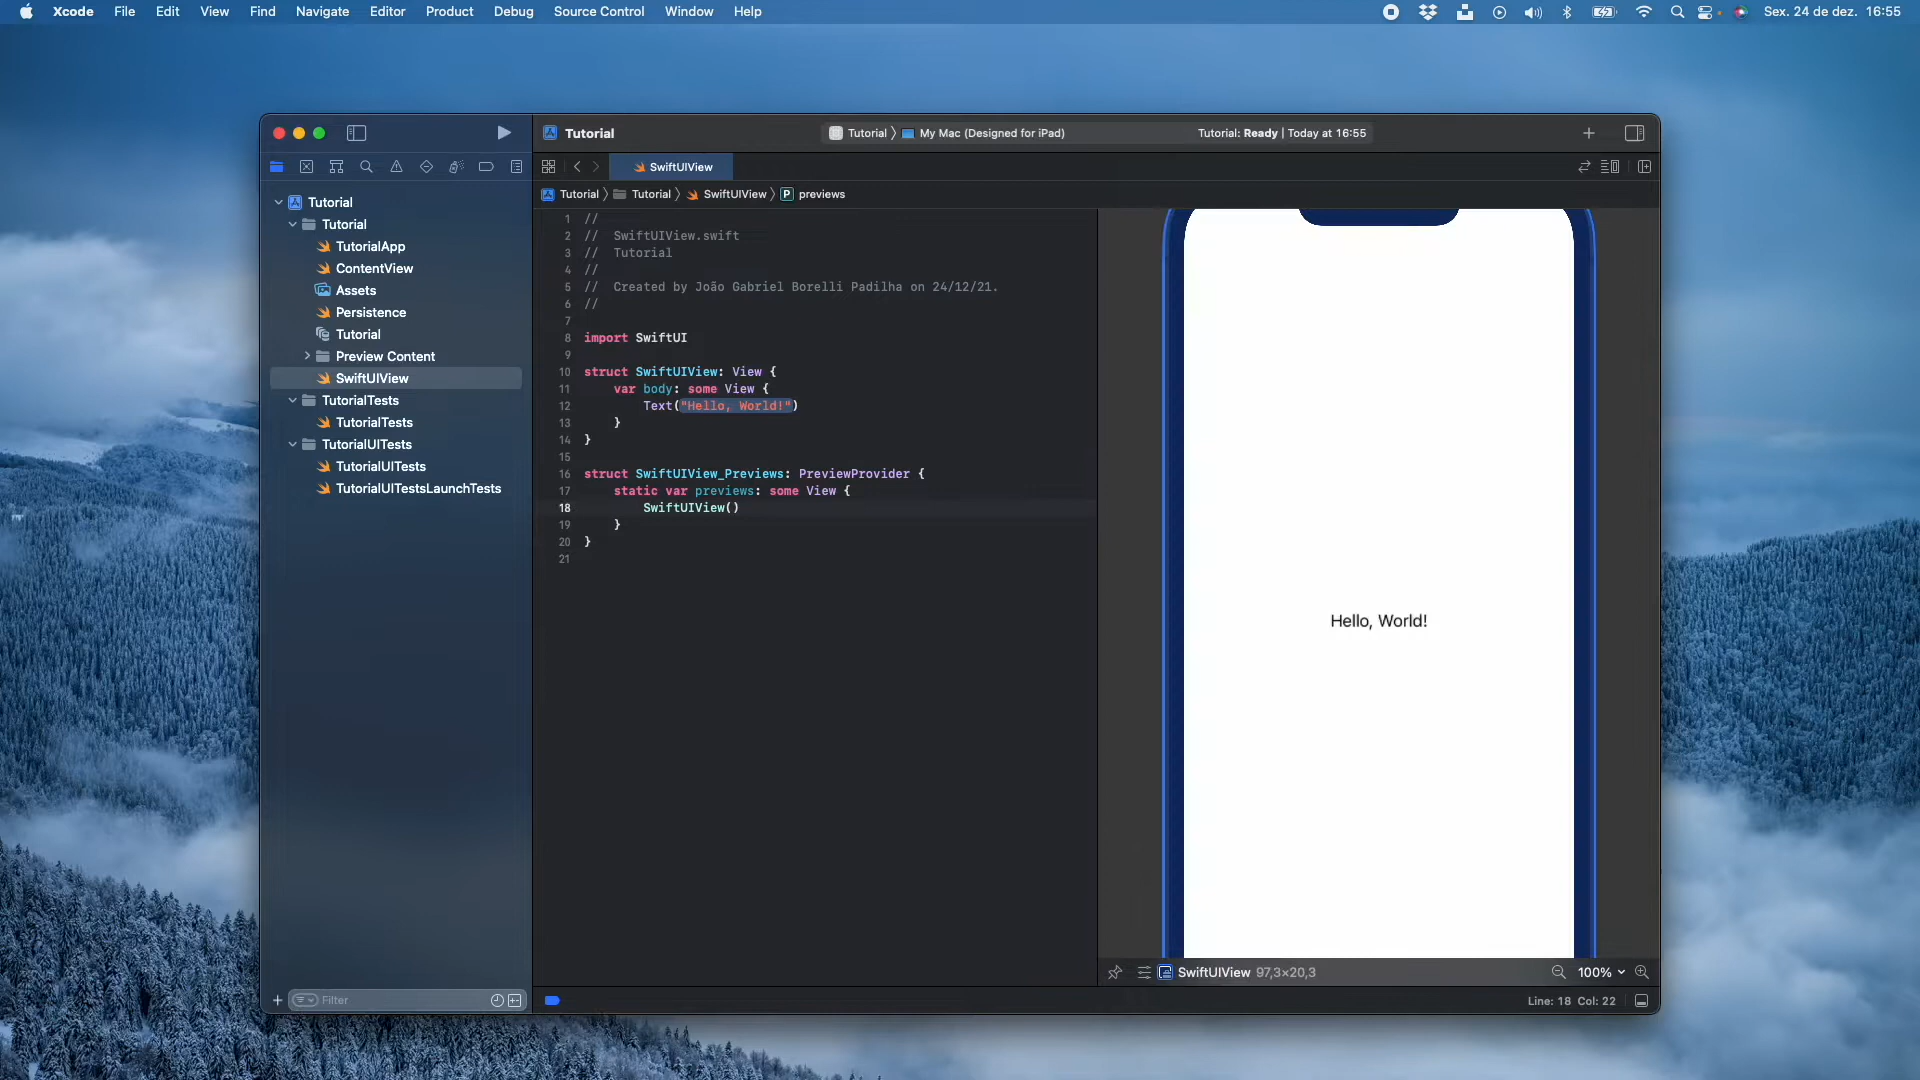 Xcode File Edit View Find Navigate Editor Product Debug Source Control Window Help Sex. 24 de dez. 16:55
Tutorial Tutorial My Mac (Designed for iPad) Tutorial: Ready | Today at 16:55
SwiftUIView
Tutorial Tutorial SwiftUIView P previews
Tutorial
Tutorial
TutorialApp
ContentView
Assets
Persistence
Tutorial
Preview Content
SwiftUIView
TutorialTests
TutorialTests
TutorialUITests
TutorialUITests
TutorialUITestsLaunchTests
Filter
1 //
2 //  SwiftUIView.swift
3 //  Tutorial
4 //
5 //  Created by João Gabriel Borelli Padilha on 24/12/21.
6 //
7
8 import SwiftUI
9
10 struct SwiftUIView: View {
11     var body: some View {
12         Text("Hello, World!")
13     }
14 }
15
16 struct SwiftUIView_Previews: PreviewProvider {
17     static var previews: some View {
18         SwiftUIView()
19     }
20 }
21
Hello, World!
SwiftUIView 97,3×20,3 100%
Line: 18 Col: 22